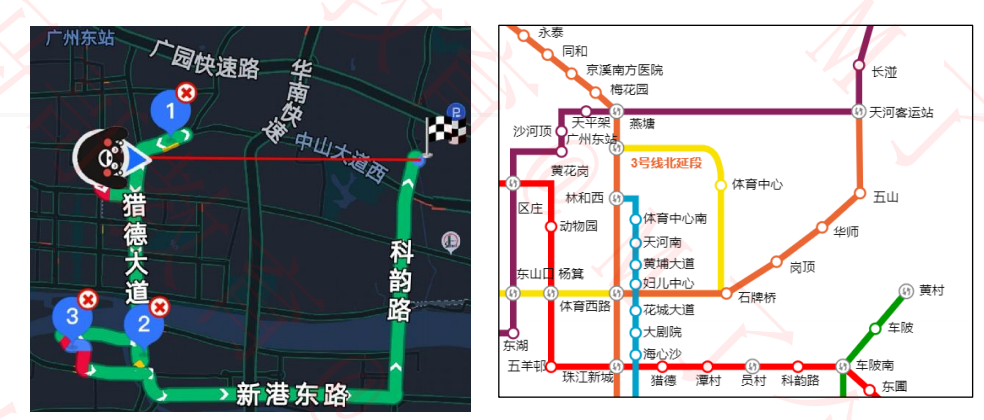 广州东站
广园快速路
华南快速
中山大道西
P
1
猎德大道
科韵路
3
2
新港东路
永泰
同和
京溪南方医院
梅花园
长湴
天平架
燕塘
天河客运站
沙河顶
广州东站
3号线北延段
黄花岗
体育中心
林和西
五山
区庄
体育中心南
动物园
华师
天河南
黄埔大道
岗顶
东山口
杨箕
妇儿中心
体育西路
石牌桥
黄村
花城大道
车陂
东湖
大剧院
海心沙
五羊邨
车陂南
珠江新城
猎德
潭村
员村
科韵路
东圃